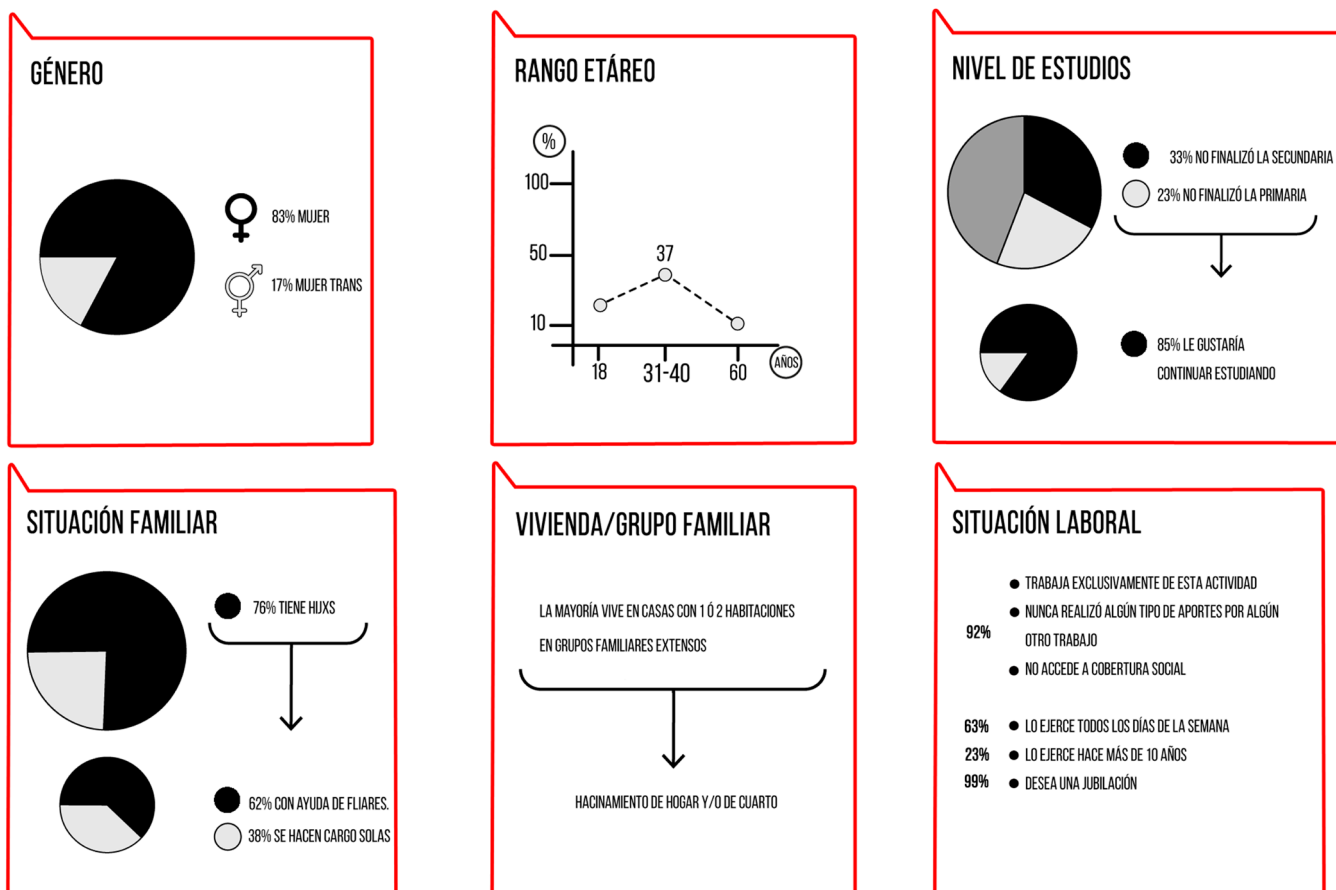 GÉNERO
83% MUJER
17% MUJER TRANS
RANGO ETÁREO
%
100
50
37
10
18
31-40
60
AÑOS
NIVEL DE ESTUDIOS
33% NO FINALIZÓ LA SECUNDARIA
23% NO FINALIZÓ LA PRIMARIA
85% LE GUSTARÍA
CONTINUAR ESTUDIANDO
SITUACIÓN FAMILIAR
76% TIENE HIJXS
62% CON AYUDA DE FLIARES.
38% SE HACEN CARGO SOLAS
VIVIENDA/GRUPO FAMILIAR
LA MAYORÍA VIVE EN CASAS CON 1 Ó 2 HABITACIONES
EN GRUPOS FAMILIARES EXTENSOS
HACINAMIENTO DE HOGAR Y/O DE CUARTO
SITUACIÓN LABORAL
● TRABAJA EXCLUSIVAMENTE DE ESTA ACTIVIDAD
● NUNCA REALIZÓ ALGÚN TIPO DE APORTES POR ALGÚN
92%
OTRO TRABAJO
● NO ACCEDE A COBERTURA SOCIAL
63% ● LO EJERCE TODOS LOS DÍAS DE LA SEMANA
23% ● LO EJERCE HACE MÁS DE 10 AÑOS
99% ● DESEA UNA JUBILACIÓN